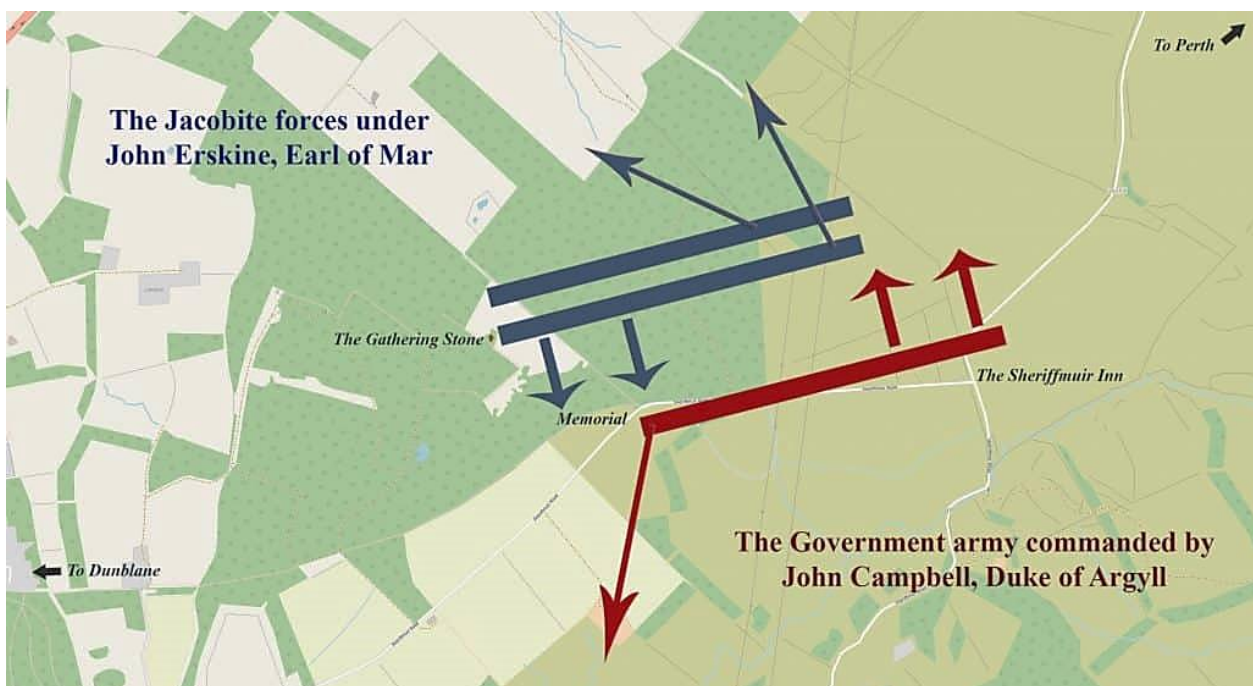 To Perth
The Jacobite forces under
John Erskine, Earl of Mar
The Gathering Stone
The Sheriffmuir Inn
Memorial
The Government army commanded by
John Campbell, Duke of Argyll
To Dunblane